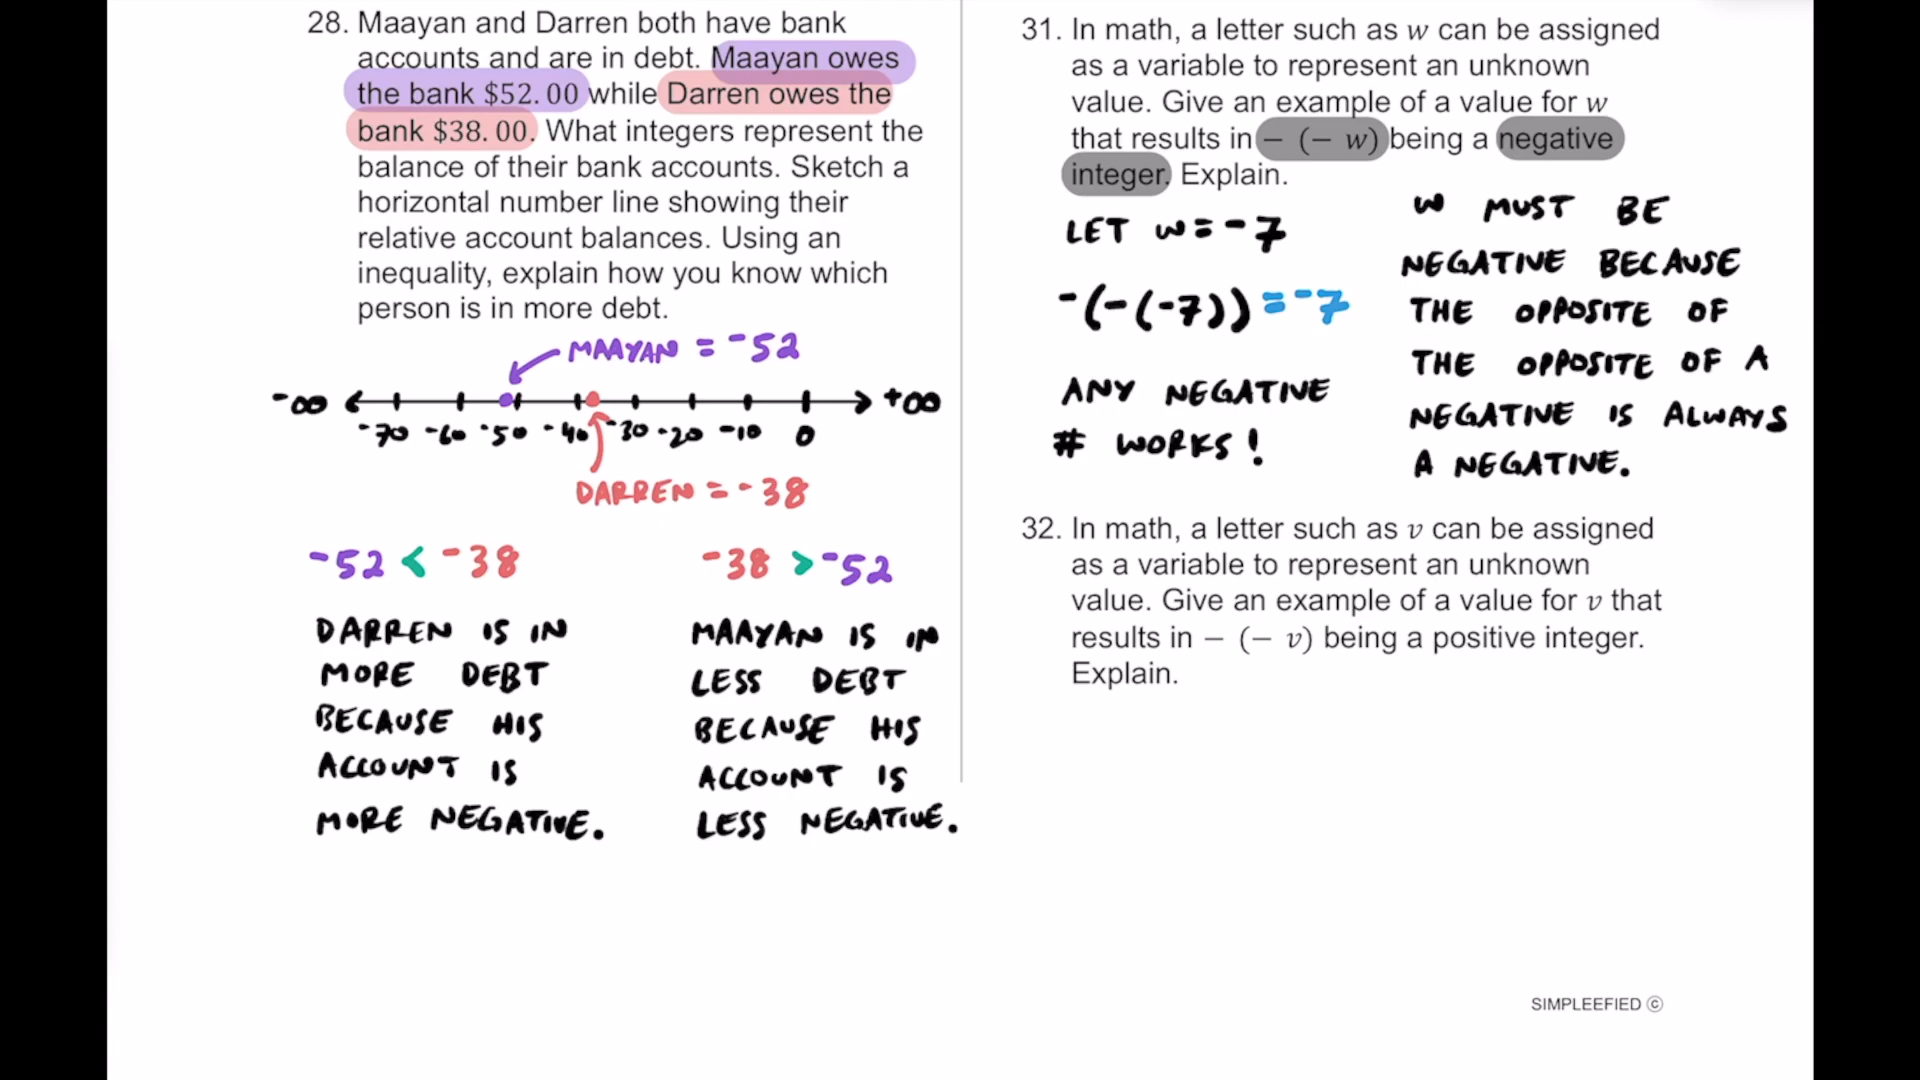 28. Maayan and Darren both have bank
accounts and are in debt. Maayan owes
the bank $52.00 while Darren owes the
bank $38.00. What integers represent the
balance of their bank accounts. Sketch a
horizontal number line showing their
relative account balances. Using an
inequality, explain how you know which
person is in more debt.
MAAYAN = -52
-∞ +∞
-70 -60 -50 -40 -30 -20 -10 0
DARREN = -38
-52 < -38
DARREN IS IN
MORE DEBT
BECAUSE HIS
ACCOUNT IS
MORE NEGATIVE.
-38 > -52
MAAYAN IS IN
LESS DEBT
BECAUSE HIS
ACCOUNT IS
LESS NEGATIVE.
31. In math, a letter such as w can be assigned
as a variable to represent an unknown
value. Give an example of a value for w
that results in – (– w) being a negative
integer. Explain.
LET w = -7
-(-(-7)) = -7
ANY NEGATIVE
# WORKS!
W MUST BE
NEGATIVE BECAUSE
THE OPPOSITE OF
THE OPPOSITE OF A
NEGATIVE IS ALWAYS
A NEGATIVE.
32. In math, a letter such as v can be assigned
as a variable to represent an unknown
value. Give an example of a value for v that
results in – (– v) being a positive integer.
Explain.
SIMPLEEFIED ©